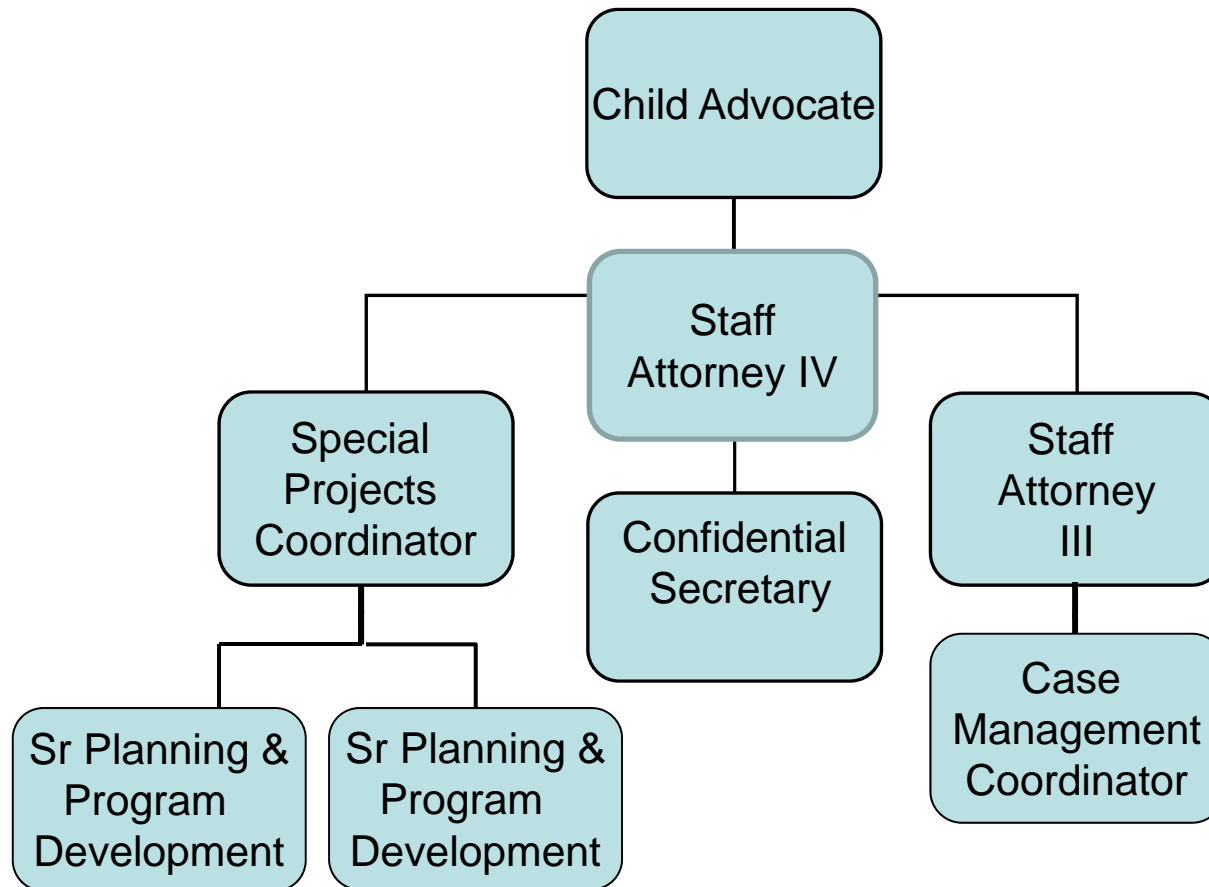 Child Advocate
Staff
Attorney IV
Special
Projects
Coordinator
Confidential
Secretary
Staff
Attorney
III
Sr Planning &
Program
Development
Sr Planning &
Program
Development
Case
Management
Coordinator